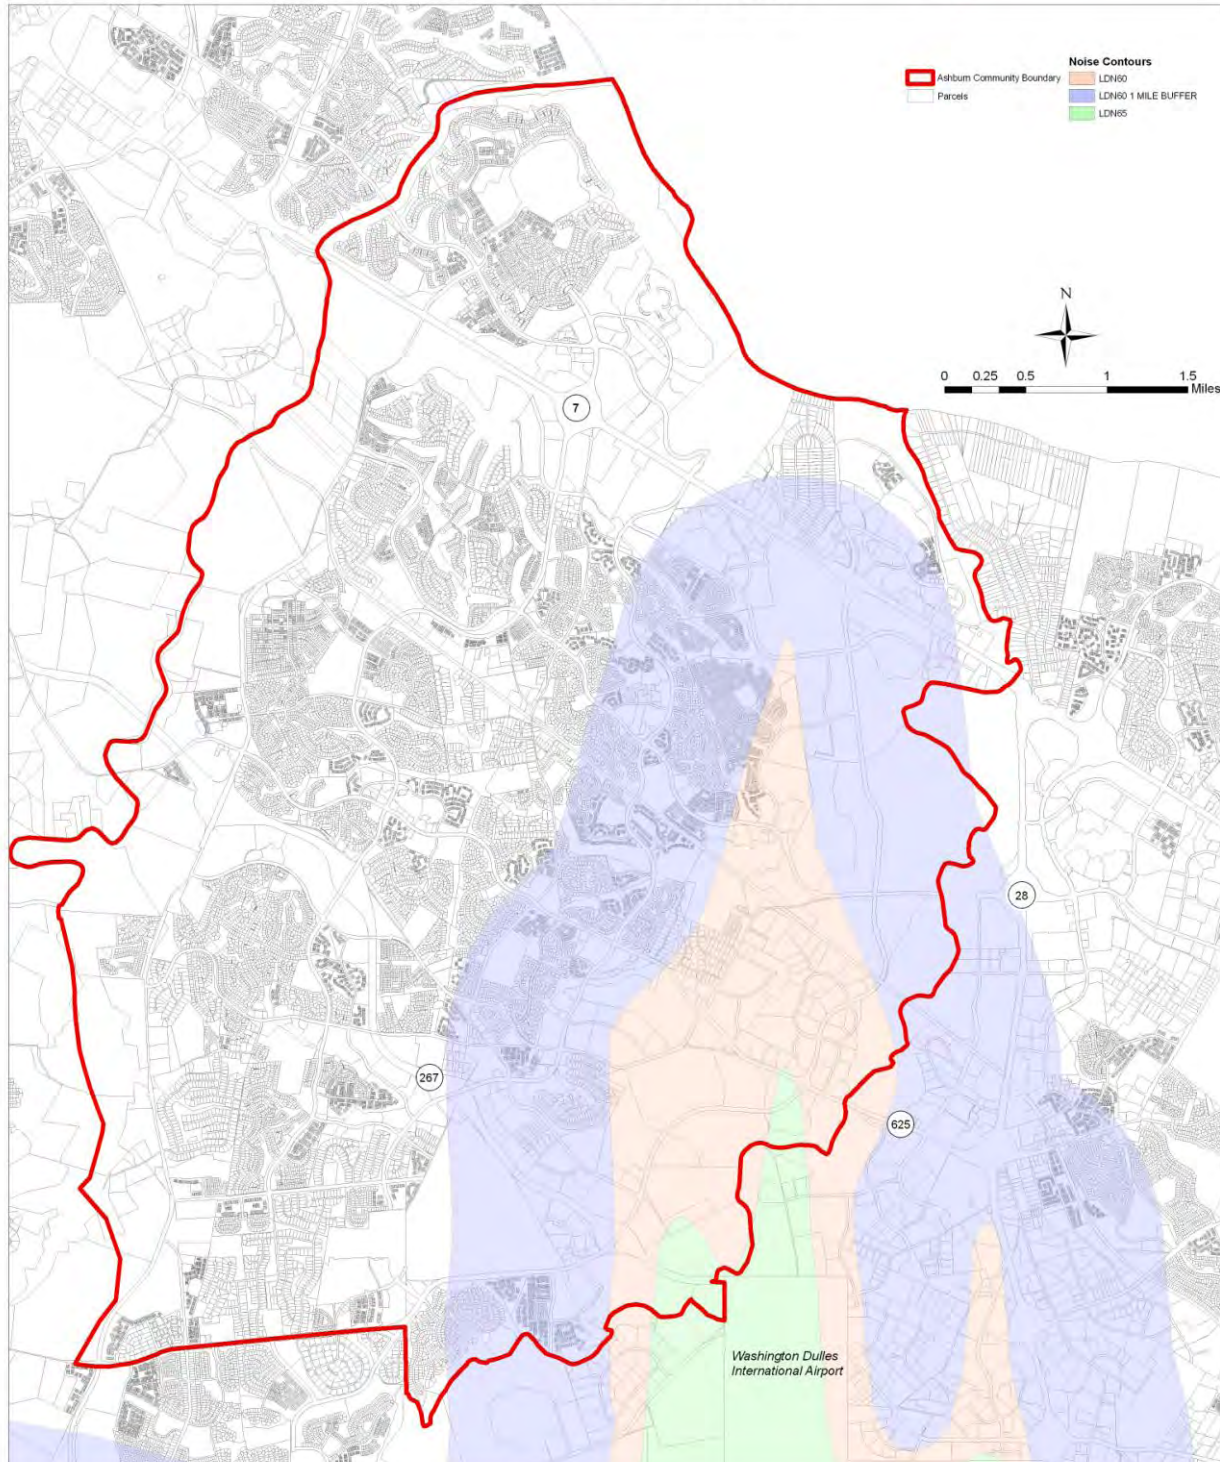 Noise Contours
Ashburn Community Boundary
LDN60
Parcels
LDN60 1 MILE BUFFER
LDN65
N
0 0.25 0.5 1 1.5
Miles
7
28
267
625
Washington Dulles
International Airport